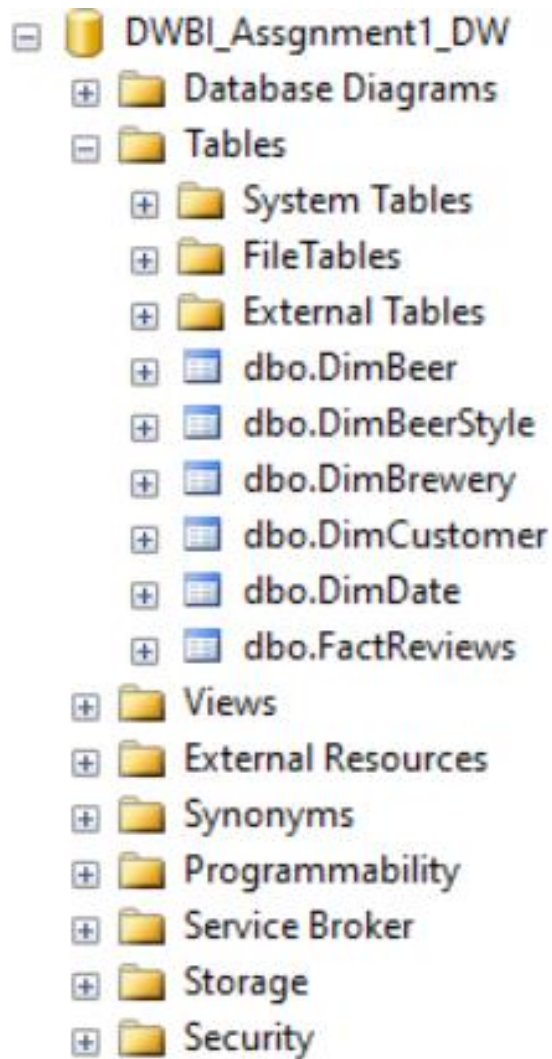 DWBI_Assgnment1_DW
Database Diagrams
Tables
System Tables
FileTables
External Tables
dbo.DimBeer
dbo.DimBeerStyle
dbo.DimBrewery
dbo.DimCustomer
dbo.DimDate
dbo.FactReviews
Views
External Resources
Synonyms
Programmability
Service Broker
Storage
Security